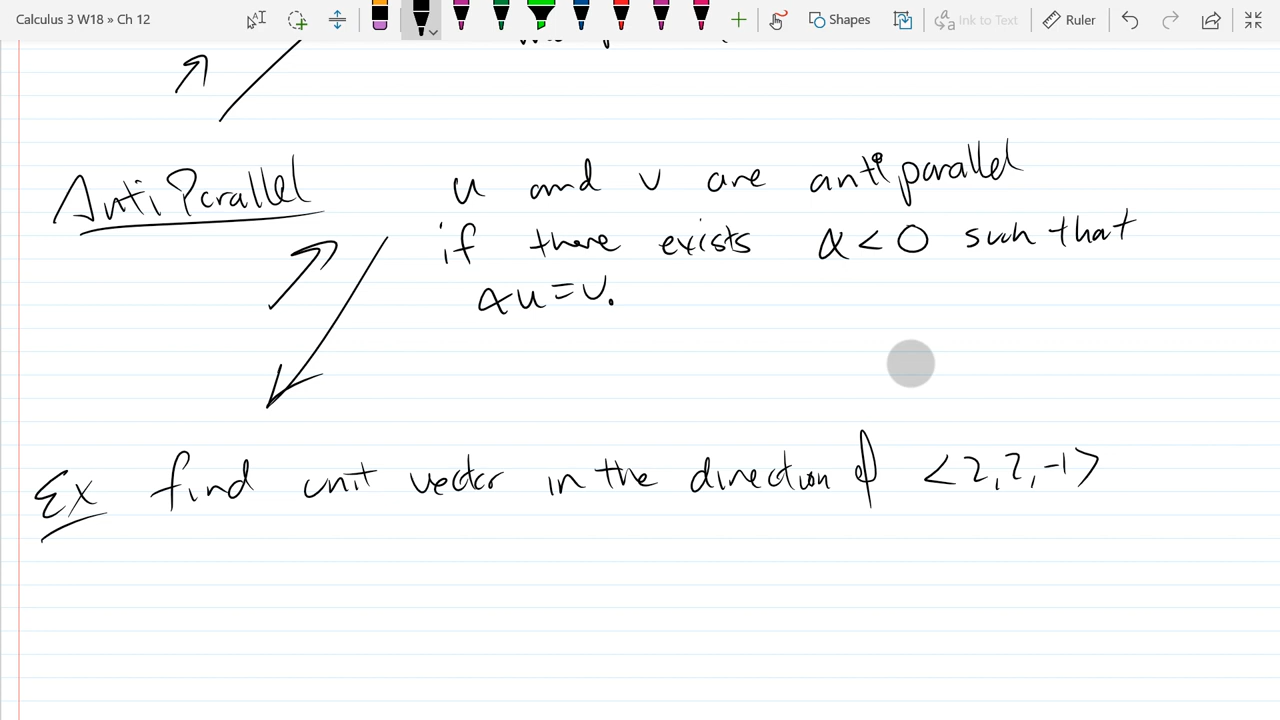 Calculus 3 W18 » Ch 12
Shapes
Ink to Text
Ruler
AntiParallel
u and v are antiparallel
if there exists α < 0 such that
αu = v.
Ex find unit vector in the direction of <2,2,-1>